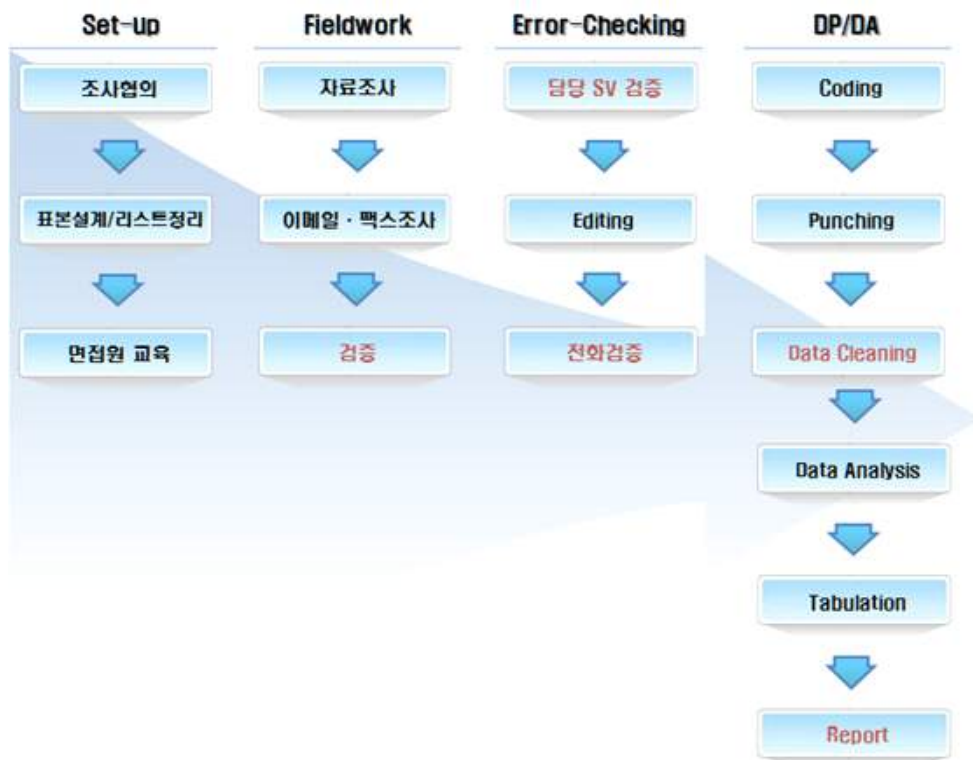 Set-up
조사협의
표본설계/리스트정리
면접원 교육
Fieldwork
자료조사
이메일 · 팩스조사
검증
Error-Checking
담당 SV 검증
Editing
전화검증
DP/DA
Coding
Punching
Data Cleaning
Data Analysis
Tabulation
Report